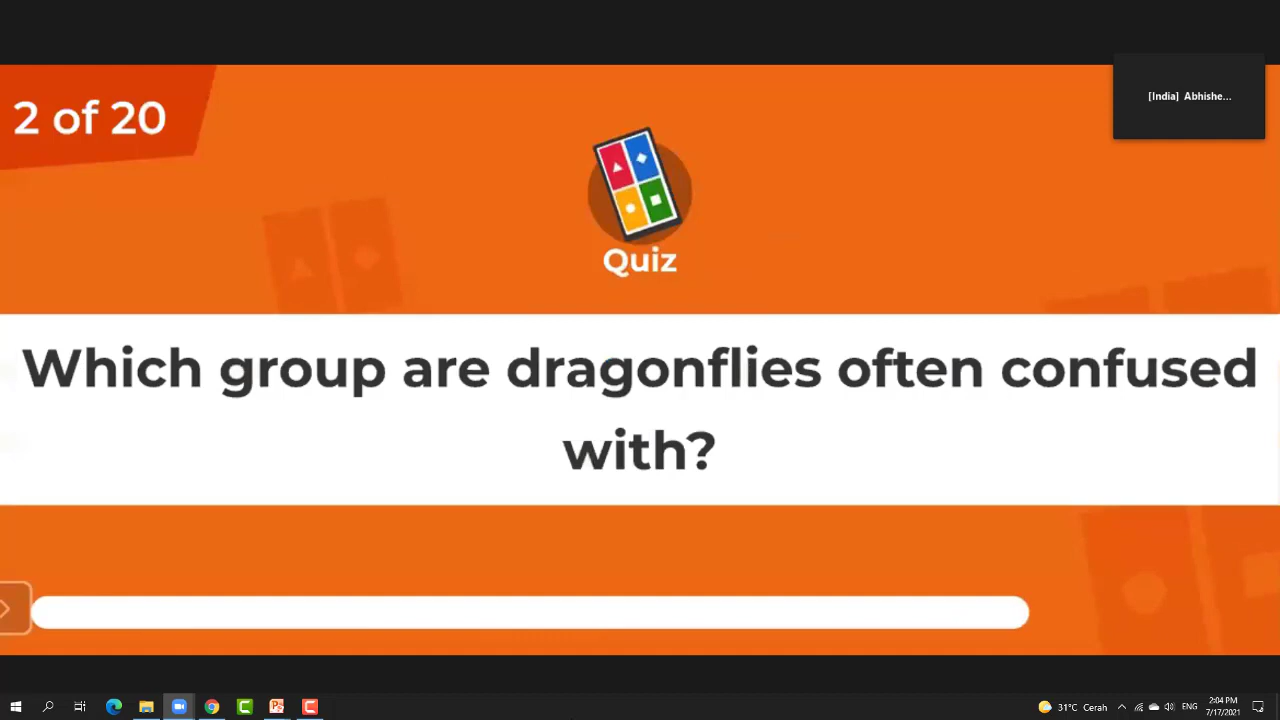 2 of 20
[India] Abhishe...
Quiz
Which group are dragonflies often confused
with?
31°C Cerah
ENG
2:04 PM
7/17/2021